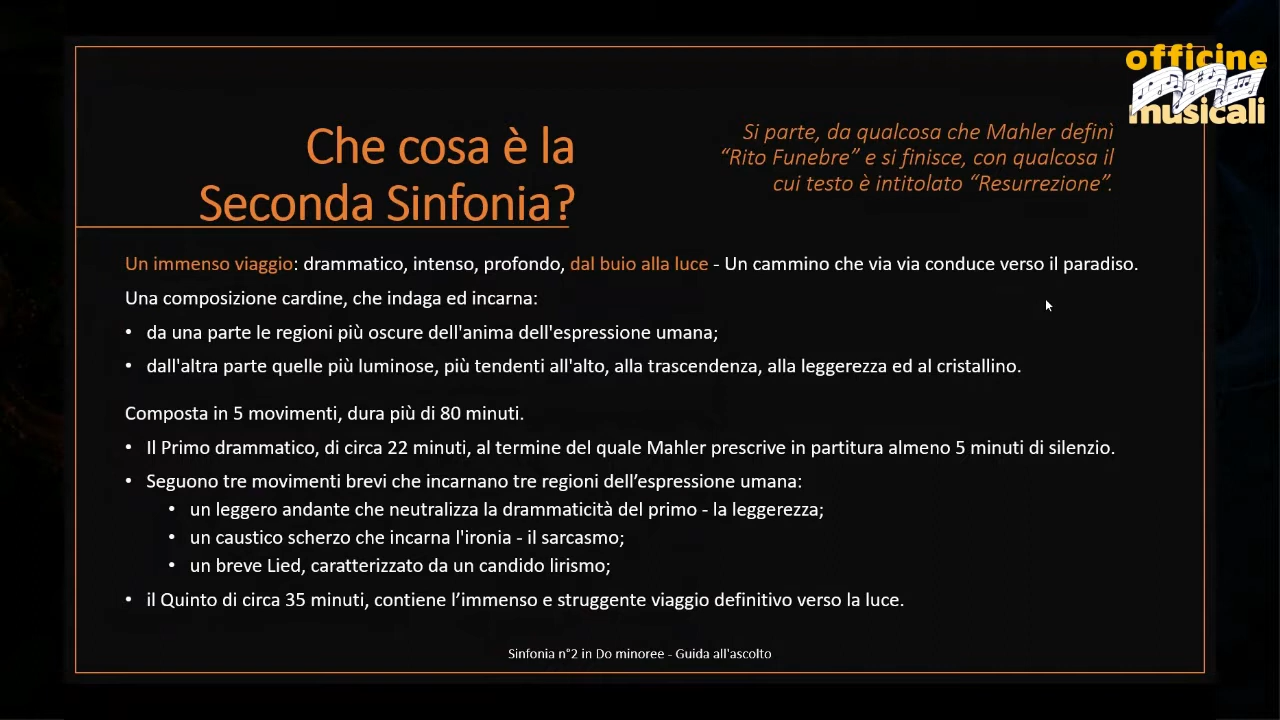 officine
musicali
Che cosa è la
Seconda Sinfonia?
Si parte, da qualcosa che Mahler definì
“Rito Funebre” e si finisce, con qualcosa il
cui testo è intitolato “Resurrezione”.
Un immenso viaggio: drammatico, intenso, profondo, dal buio alla luce - Un cammino che via via conduce verso il paradiso.
Una composizione cardine, che indaga ed incarna:
• da una parte le regioni più oscure dell'anima dell'espressione umana;
• dall'altra parte quelle più luminose, più tendenti all'alto, alla trascendenza, alla leggerezza ed al cristallino.
Composta in 5 movimenti, dura più di 80 minuti.
• Il Primo drammatico, di circa 22 minuti, al termine del quale Mahler prescrive in partitura almeno 5 minuti di silenzio.
• Seguono tre movimenti brevi che incarnano tre regioni dell’espressione umana:
• un leggero andante che neutralizza la drammaticità del primo - la leggerezza;
• un caustico scherzo che incarna l'ironia - il sarcasmo;
• un breve Lied, caratterizzato da un candido lirismo;
• il Quinto di circa 35 minuti, contiene l’immenso e struggente viaggio definitivo verso la luce.
Sinfonia n°2 in Do minoree - Guida all'ascolto